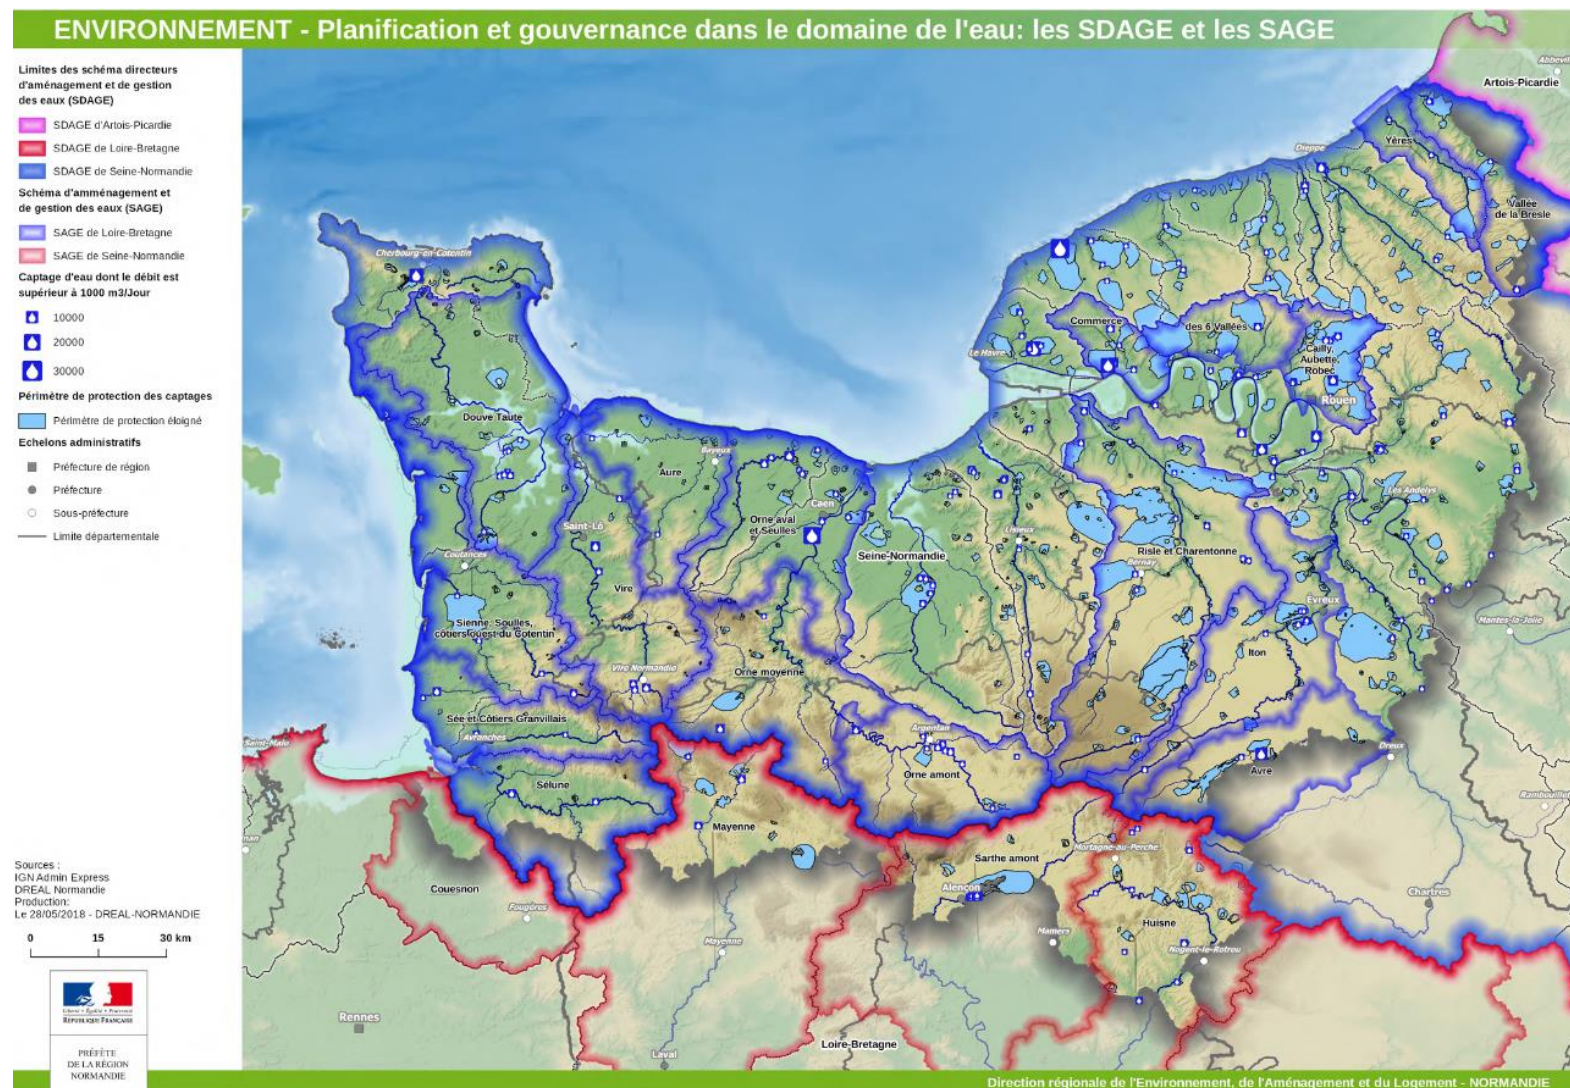 ENVIRONNEMENT - Planification et gouvernance dans le domaine de l'eau: les SDAGE et les SAGE
Limites des schéma directeurs
d'aménagement et de gestion
des eaux (SDAGE)
SDAGE d'Artois-Picardie
SDAGE de Loire-Bretagne
SDAGE de Seine-Normandie
Schéma d'amménagement et
de gestion des eaux (SAGE)
SAGE de Loire-Bretagne
SAGE de Seine-Normandie
Captage d'eau dont le débit est
supérieur à 1000 m3/Jour
10000
20000
30000
Périmètre de protection des captages
Périmètre de protection éloigné
Echelons administratifs
Préfecture de région
Préfecture
Sous-préfecture
Limite départementale
Sources :
IGN Admin Express
DREAL Normandie
Production:
Le 28/05/2018 - DREAL-NORMANDIE
0 15 30 km
Liberté • Égalité • Fraternité
RÉPUBLIQUE FRANÇAISE
PRÉFÈTE
DE LA RÉGION
NORMANDIE
Abbevil
Artois-Picardie
Yères
Dieppe
Vallée
de la Bresle
Cherbourg-en-Cotentin
Commerce
des 6 Vallées
Le Havre
Cailly,
Aubette,
Robec
Rouen
Douve Taute
Bayeux
Aure
Les Andelys
Caen
Orne aval
et Seulles
Saint-Lô
Lisieux
Seine-Normandie
Risle et Charentonne
Coutances
Bernay
Vire
Evreux
Sienne, Soulles,
côtiers ouest du Cotentin
Mantes-la-Jolie
Iton
Vire Normandie
Orne moyenne
Sée et Côtiers Granvillais
Avranches
Argentan
Saint-Malo
Dreux
Orne amont
Avre
Sélune
Rambouillet
Mayenne
nan
Mortagne-au-Perche
Sarthe amont
Couesnon
Alençon
Chartres
Fougères
Huisne
Mamers
Mayenne
Nogent-le-Rotrou
Rennes
Loire-Bretagne
Laval
Direction régionale de l'Environnement, de l'Aménagement et du Logement - NORMANDIE